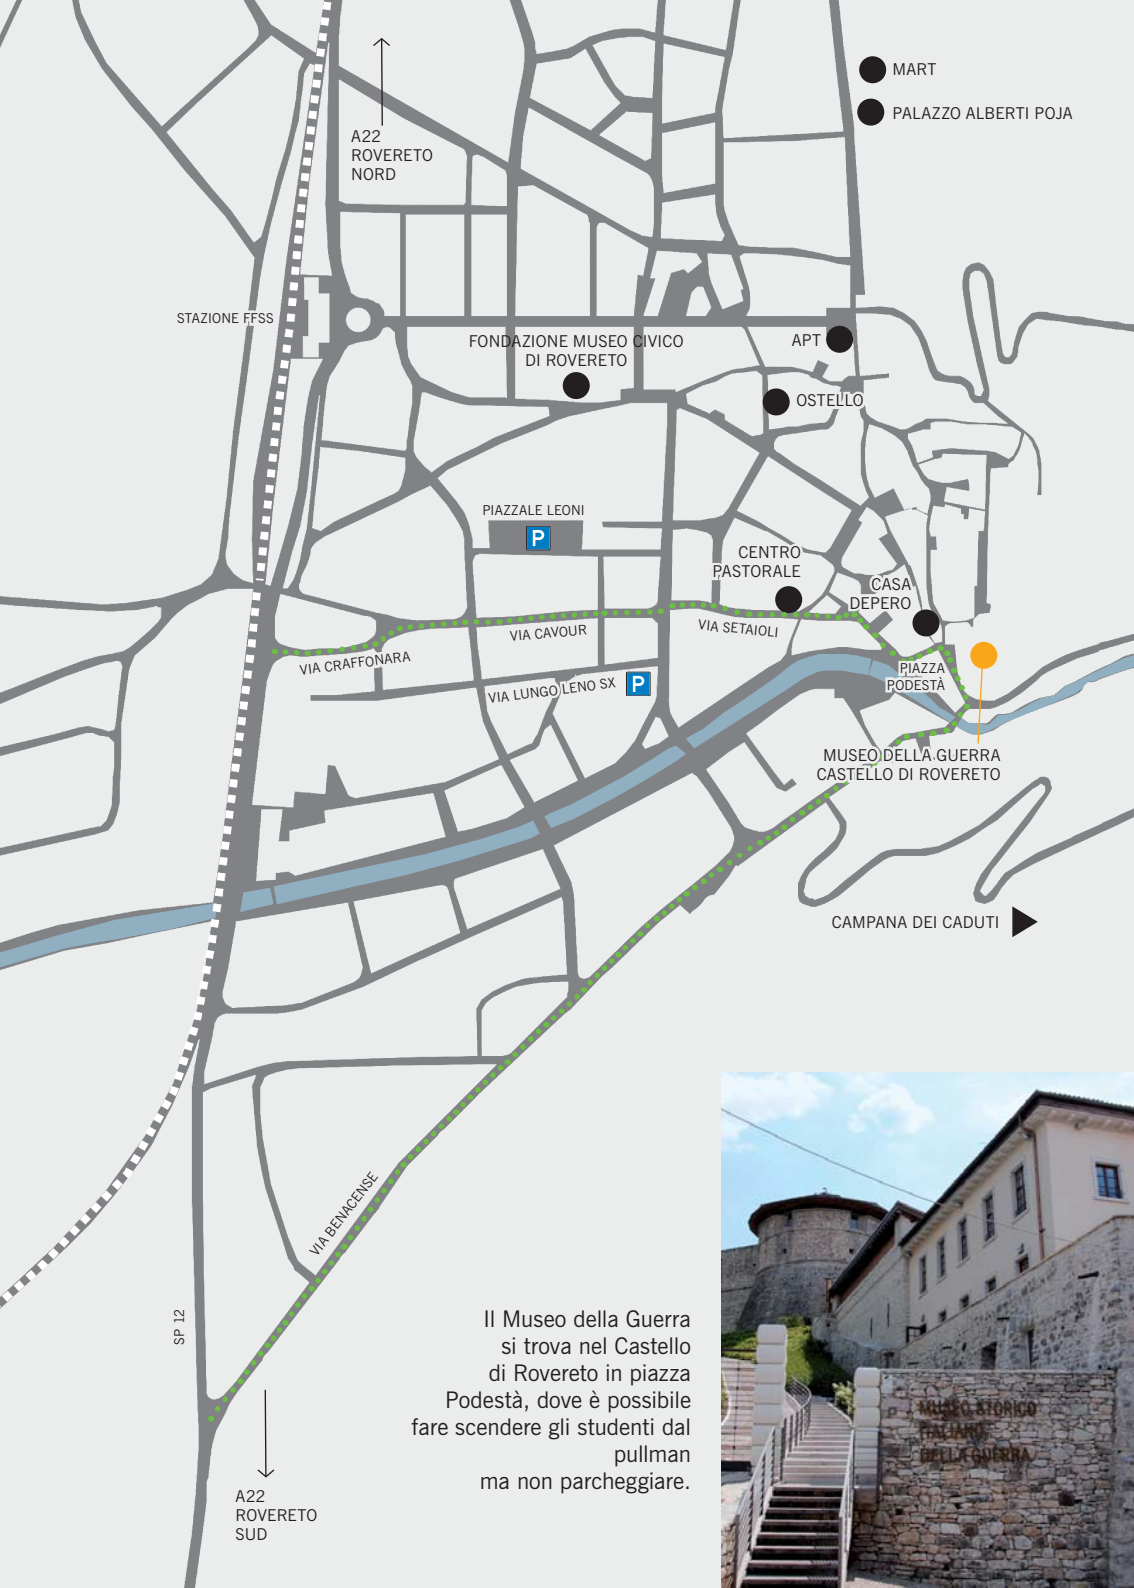 MART
PALAZZO ALBERTI POJA
A22
ROVERETO
NORD
STAZIONE FFSS
FONDAZIONE MUSEO CIVICO
DI ROVERETO
APT
OSTELLO
PIAZZALE LEONI
P
CENTRO
PASTORALE
CASA
DEPERO
VIA CAVOUR
VIA SETAIOLI
VIA CRAFFONARA
PIAZZA
PODESTÀ
VIA LUNGO LENO SX
P
MUSEO DELLA GUERRA
CASTELLO DI ROVERETO
CAMPANA DEI CADUTI
VIA BENACENSE
SP 12
Il Museo della Guerra
si trova nel Castello
di Rovereto in piazza
Podestà, dove è possibile
fare scendere gli studenti dal
pullman
ma non parcheggiare.
A22
ROVERETO
SUD
MUSEO STORICO
ITALIANO
DELLA GUERRA